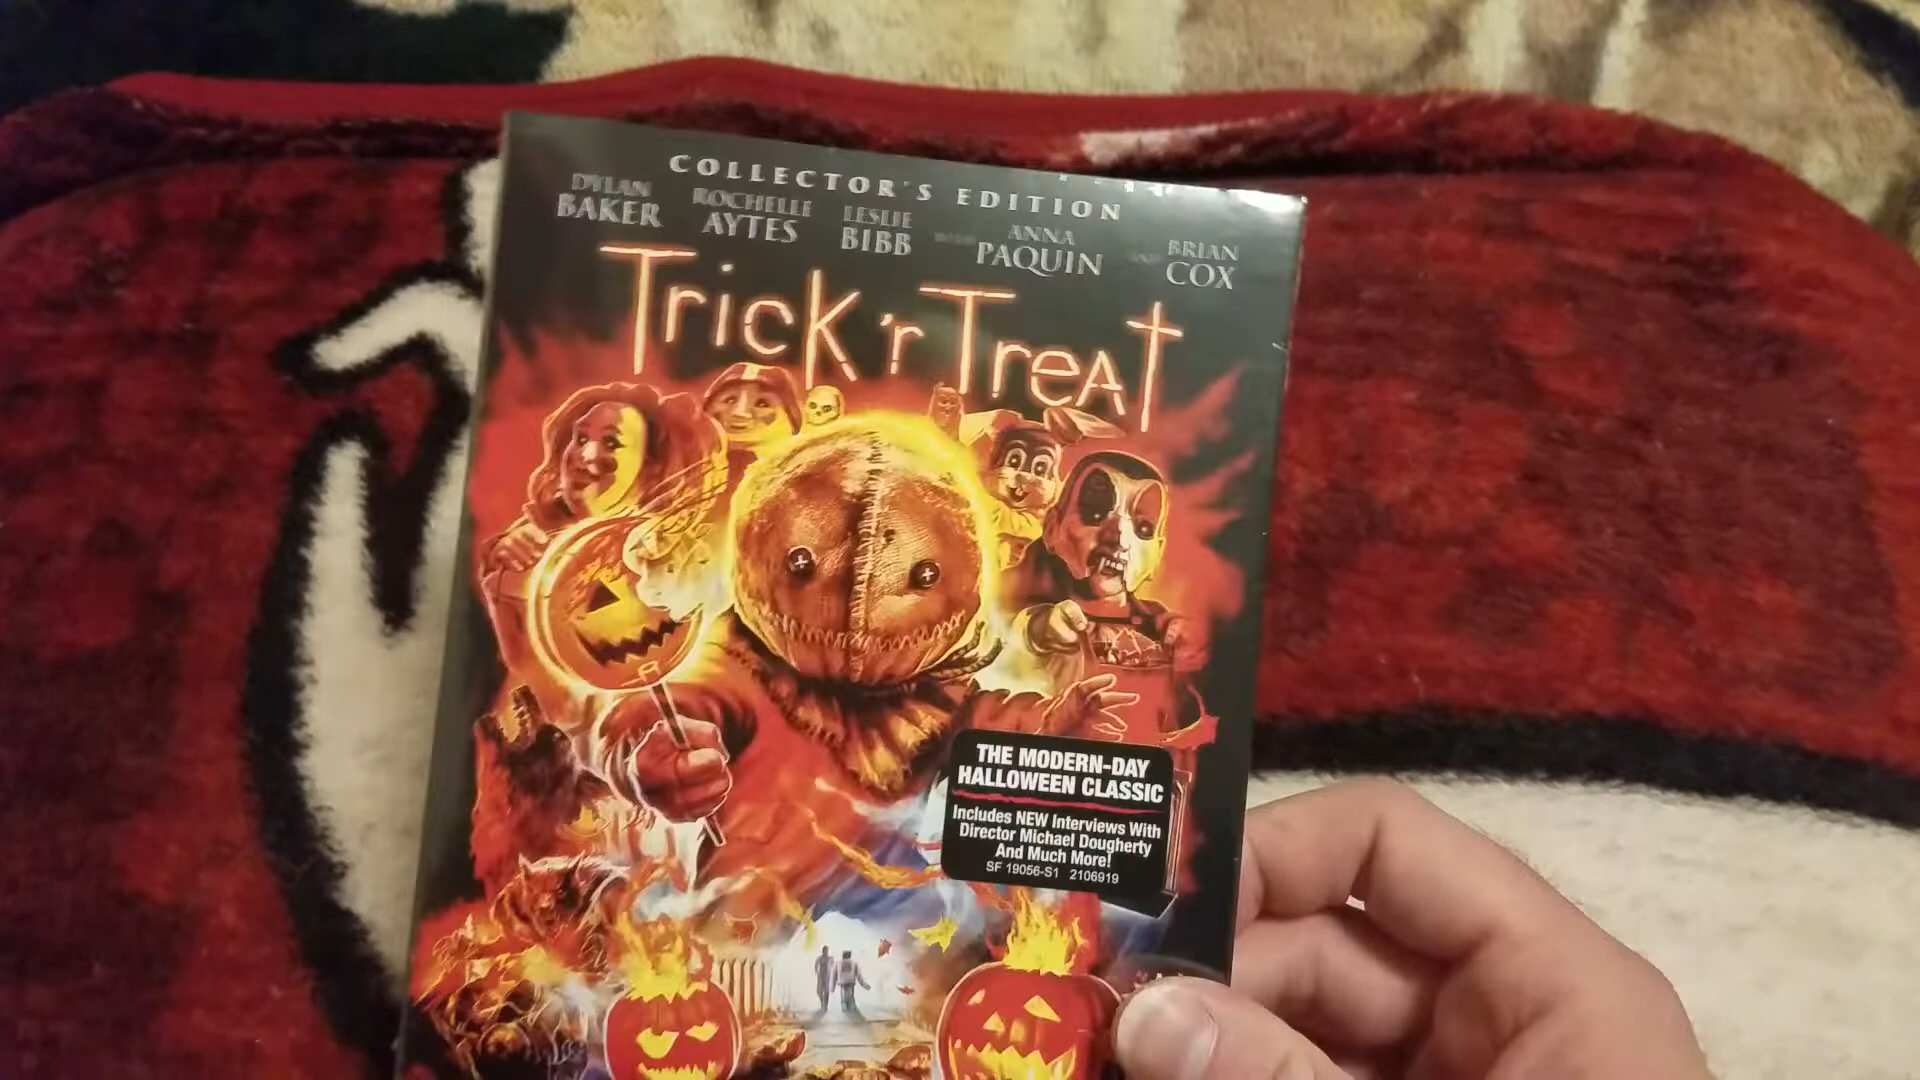 COLLECTOR'S EDITION
DYLAN BAKER
ROCHELLE AYTES
LESLIE BIBB
ANNA PAQUIN
BRIAN COX
Trick 'r Treat
THE MODERN-DAY
HALLOWEEN CLASSIC
Includes NEW Interviews With
Director Michael Dougherty
And Much More!
SF 19056-S1 2106919